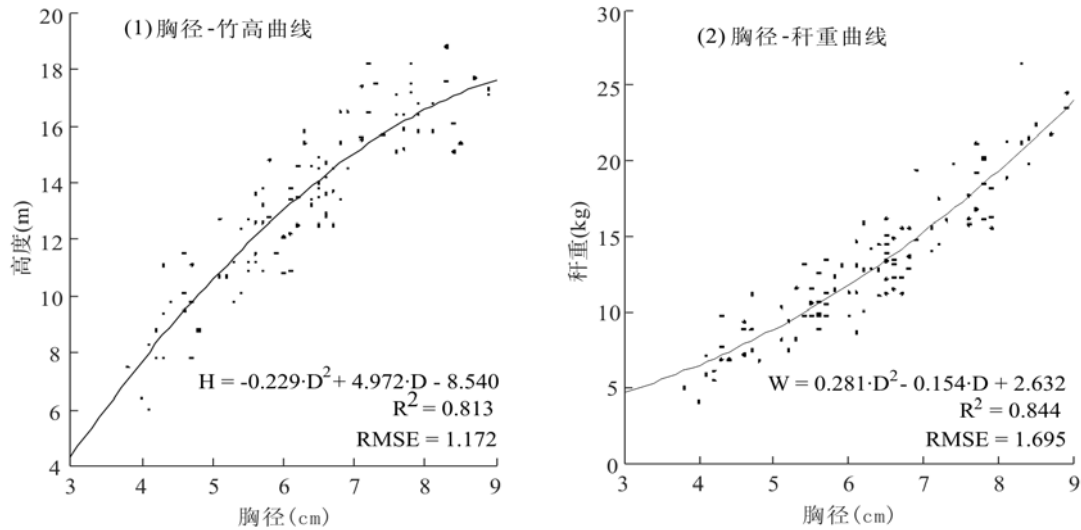 (1)胸径-竹高曲线
20
18
16
14
12
10
8
6
4
高度(m)
H = -0.229·D²+ 4.972·D - 8.540
R² = 0.813
RMSE = 1.172
3 4 5 6 7 8 9
胸径(cm)
(2)胸径-秆重曲线
30
25
20
15
10
5
0
秆重(kg)
W = 0.281·D²- 0.154·D + 2.632
R² = 0.844
RMSE = 1.695
3 4 5 6 7 8 9
胸径(cm)